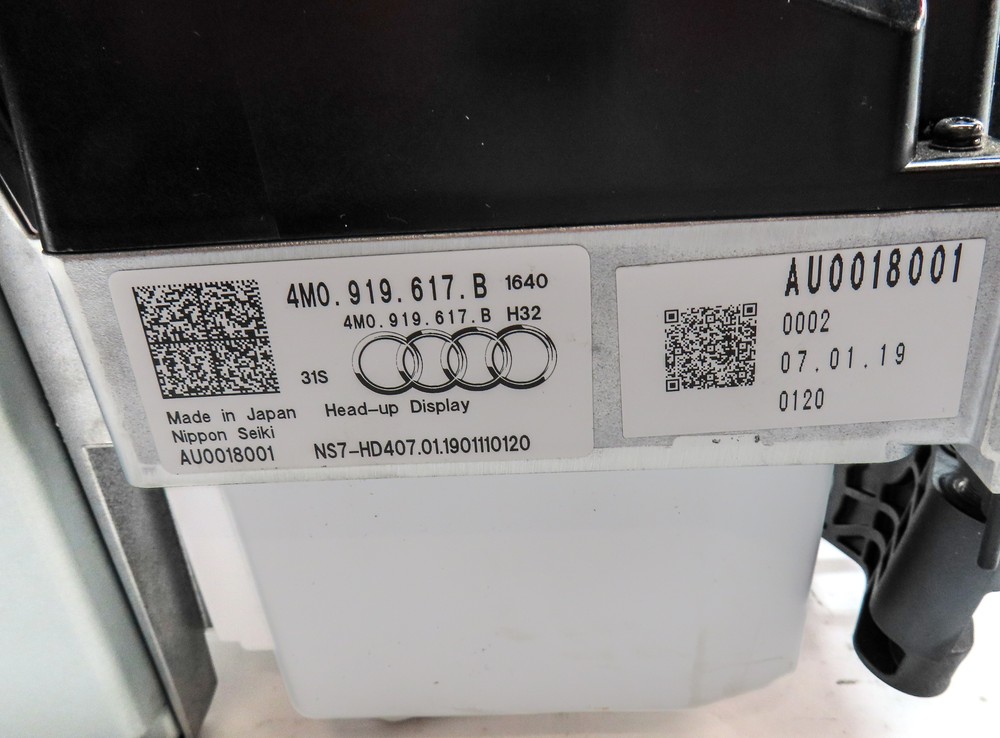 4M0.919.617.B 1640
4M0.919.617.B H32
31S
Made in Japan Head-up Display
Nippon Seiki
AU0018001 NS7-HD407.01.1901110120
AU0018001
0002
07.01.19
0120